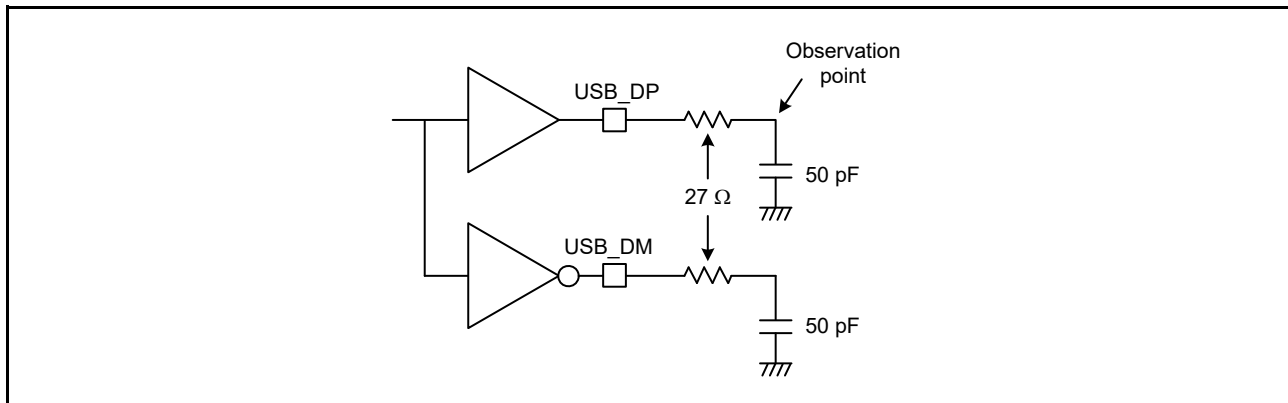 Observation
point
USB_DP
50 pF
27 Ω
USB_DM
50 pF